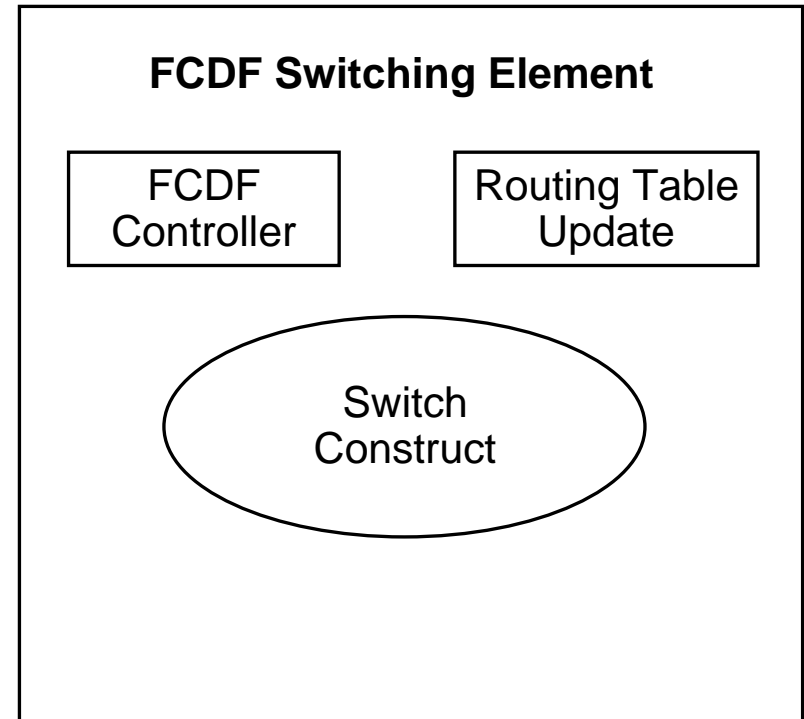 FCDF Switching Element
FCDF
Controller
Routing Table
Update
Switch
Construct